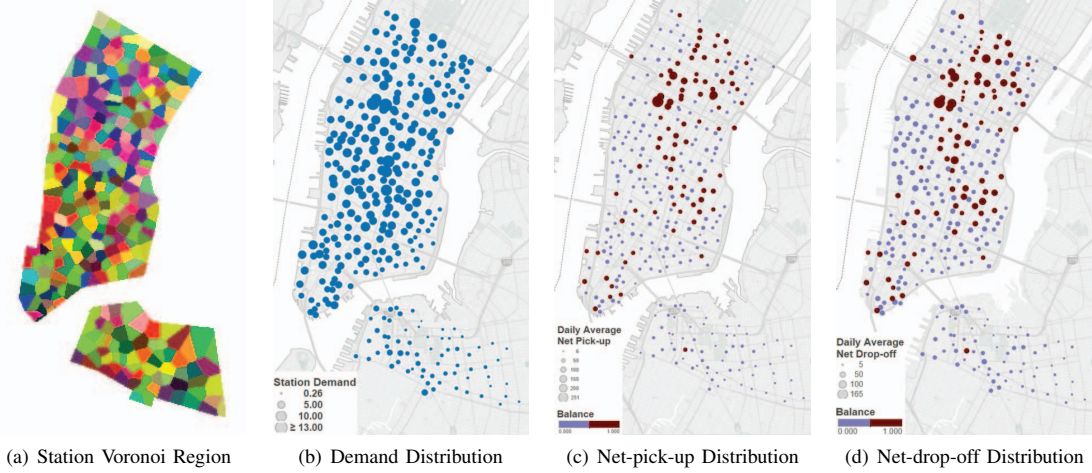 Station Demand
0.26
5.00
10.00
≥ 13.00
Daily Average
Net Pick-up
6
50
100
150
200
251
Balance
0.000 1.000
Daily Average
Net Drop-off
5
50
100
165
Balance
0.000 1.000
(a) Station Voronoi Region
(b) Demand Distribution
(c) Net-pick-up Distribution
(d) Net-drop-off Distribution